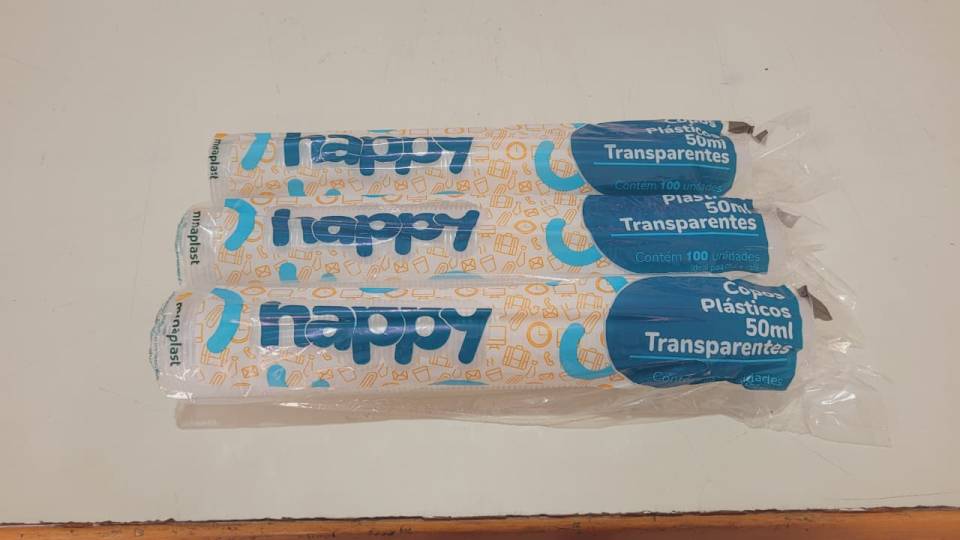 minaplast
happy
Copos
Plásticos
50ml
Transparentes
Contém 100 unidades
minaplast
happy
Plásticos
50ml
Transparentes
Contém 100 unidades
minaplast
happy
Copos
Plásticos
50ml
Transparentes